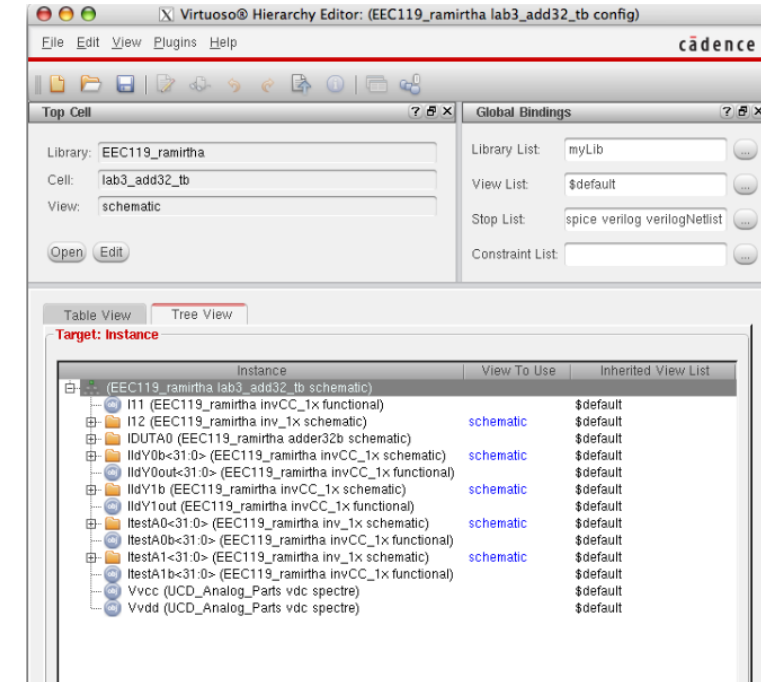 Virtuoso® Hierarchy Editor: (EEC119_ramirtha lab3_add32_tb config)
File Edit View Plugins Help
cādence
Top Cell
Library: EEC119_ramirtha
Cell: lab3_add32_tb
View: schematic
Open Edit
Global Bindings
Library List: myLib ...
View List: $default ...
Stop List: spice verilog verilogNetlist ...
Constraint List: ...
Table View Tree View
Target: Instance
Instance View To Use Inherited View List
(EEC119_ramirtha lab3_add32_tb schematic)
I11 (EEC119_ramirtha invCC_1x functional) $default
I12 (EEC119_ramirtha inv_1x schematic) schematic $default
IDUTA0 (EEC119_ramirtha adder32b schematic) $default
IldY0b<31:0> (EEC119_ramirtha invCC_1x schematic) schematic $default
IldY0out<31:0> (EEC119_ramirtha invCC_1x functional) $default
IldY1b (EEC119_ramirtha invCC_1x schematic) schematic $default
IldY1out (EEC119_ramirtha invCC_1x functional) $default
ItestA0<31:0> (EEC119_ramirtha inv_1x schematic) schematic $default
ItestA0b<31:0> (EEC119_ramirtha invCC_1x functional) $default
ItestA1<31:0> (EEC119_ramirtha inv_1x schematic) schematic $default
ItestA1b<31:0> (EEC119_ramirtha invCC_1x functional) $default
Vvcc (UCD_Analog_Parts vdc spectre) $default
Vvdd (UCD_Analog_Parts vdc spectre) $default